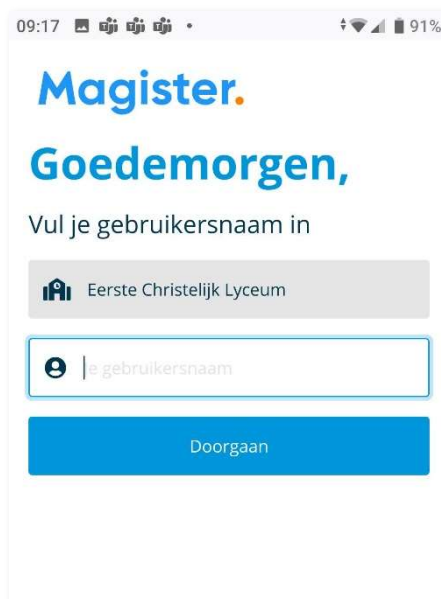 09:17 91%
Magister.
Goedemorgen,
Vul je gebruikersnaam in
Eerste Christelijk Lyceum
Je gebruikersnaam
Doorgaan